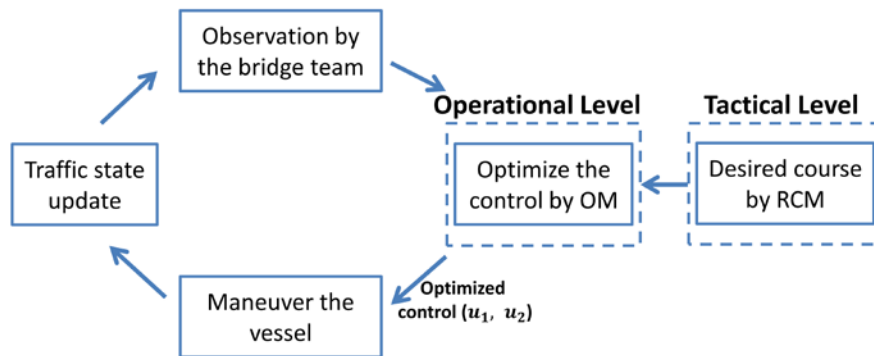 Observation by
the bridge team
Operational Level
Tactical Level
Traffic state
update
Optimize the
control by OM
Desired course
by RCM
Maneuver the
vessel
Optimized
control (u₁, u₂)